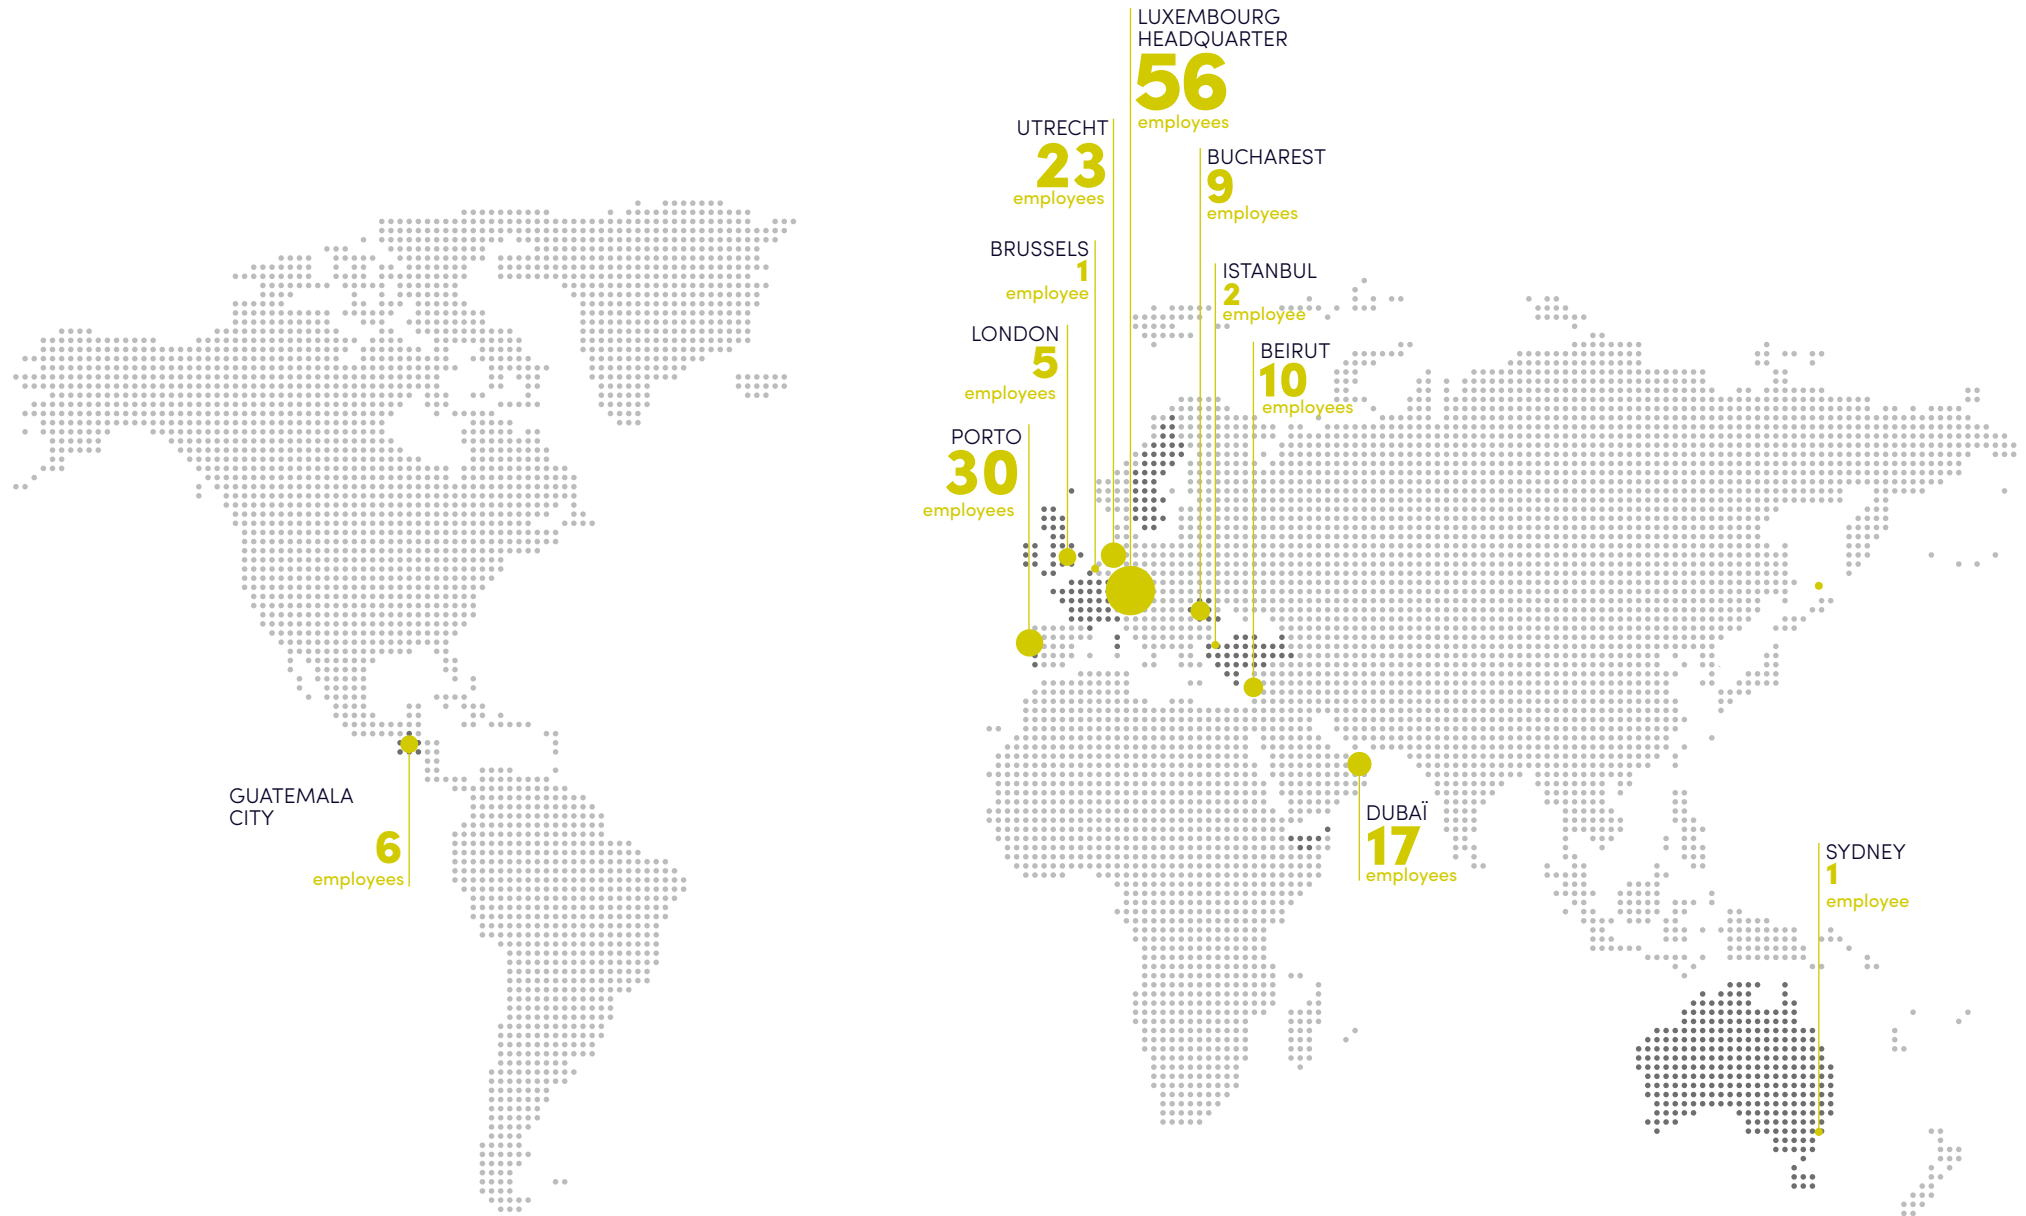 LUXEMBOURG
HEADQUARTER
56
employees
UTRECHT
23
employees
BUCHAREST
9
employees
BRUSSELS
1
employee
ISTANBUL
2
employee
LONDON
5
employees
BEIRUT
10
employees
PORTO
30
employees
GUATEMALA
CITY
6
employees
DUBAÏ
17
employees
SYDNEY
1
employee